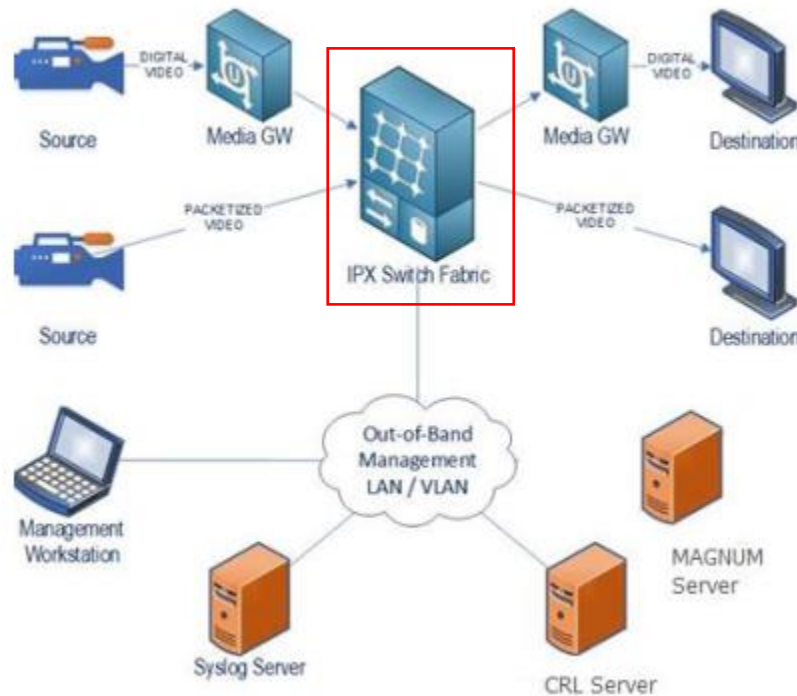 DIGITAL
VIDEO
DIGITAL
VIDEO
Source
Media GW
Media GW
Destination
PACKETIZED
VIDEO
PACKETIZED
VIDEO
IPX Switch Fabric
Source
Destination
Out-of-Band
Management
LAN / VLAN
Management
Workstation
MAGNUM
Server
Syslog Server
CRL Server